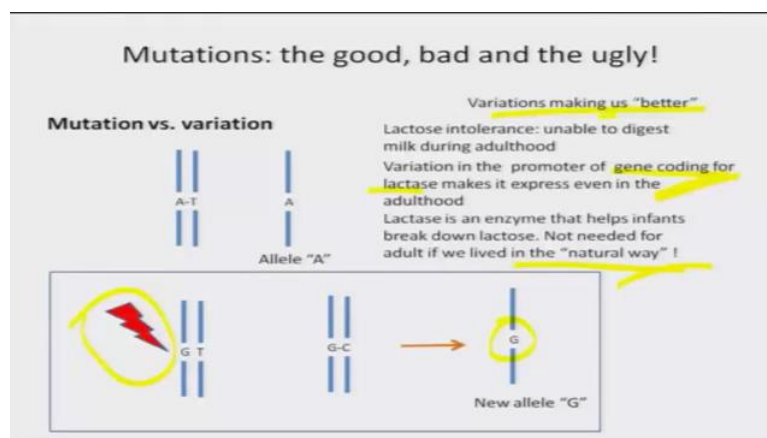 Mutations: the good, bad and the ugly!
Variations making us "better"
Mutation vs. variation
Lactose intolerance: unable to digest
milk during adulthood
Variation in the promoter of gene coding for
lactase makes it express even in the
adulthood
Lactase is an enzyme that helps infants
break down lactose. Not needed for
adult if we lived in the "natural way" !
A-T
A
Allele "A"
G T
G-C
G
New allele "G"